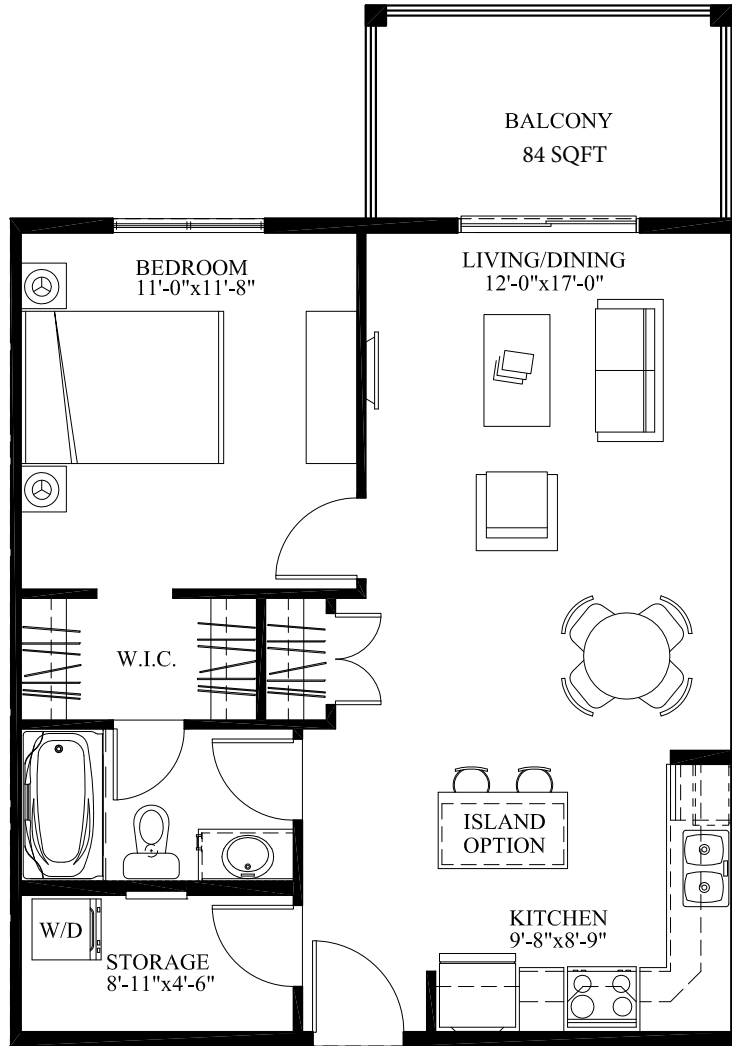 BALCONY
84 SQFT
BEDROOM
11'-0"x11'-8"
LIVING/DINING
12'-0"x17'-0"
W.I.C.
ISLAND
OPTION
KITCHEN
9'-8"x8'-9"
W/D
STORAGE
8'-11"x4'-6"